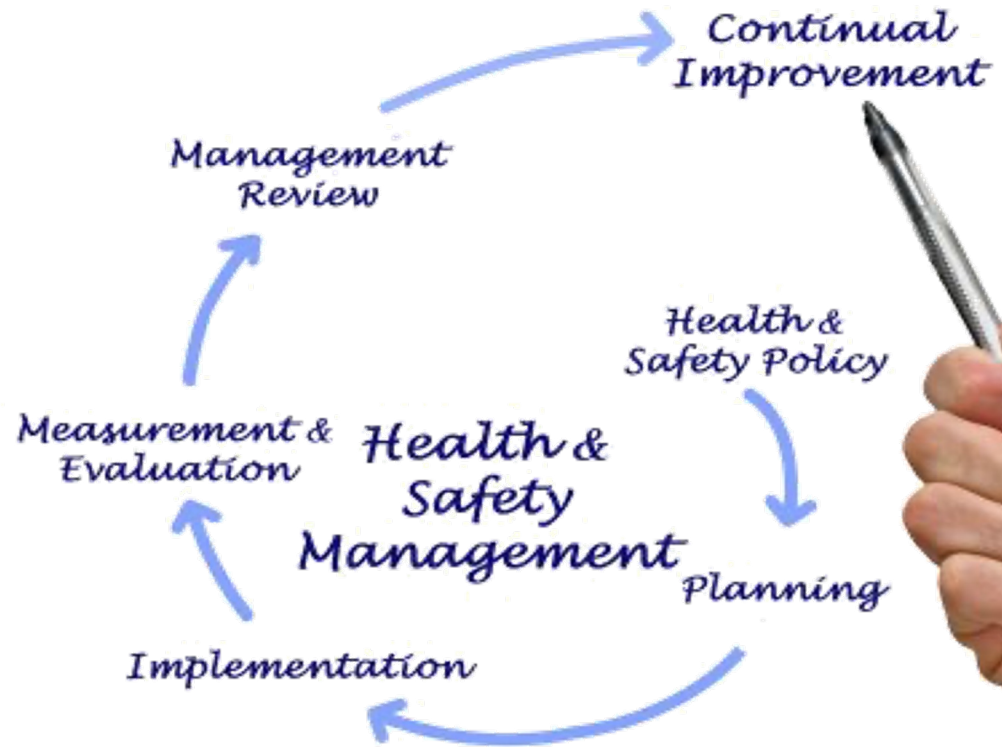 Continual
Improvement
Management
Review
Health &
Safety Policy
Measurement &
Evaluation
Health &
Safety
Management
Planning
Implementation